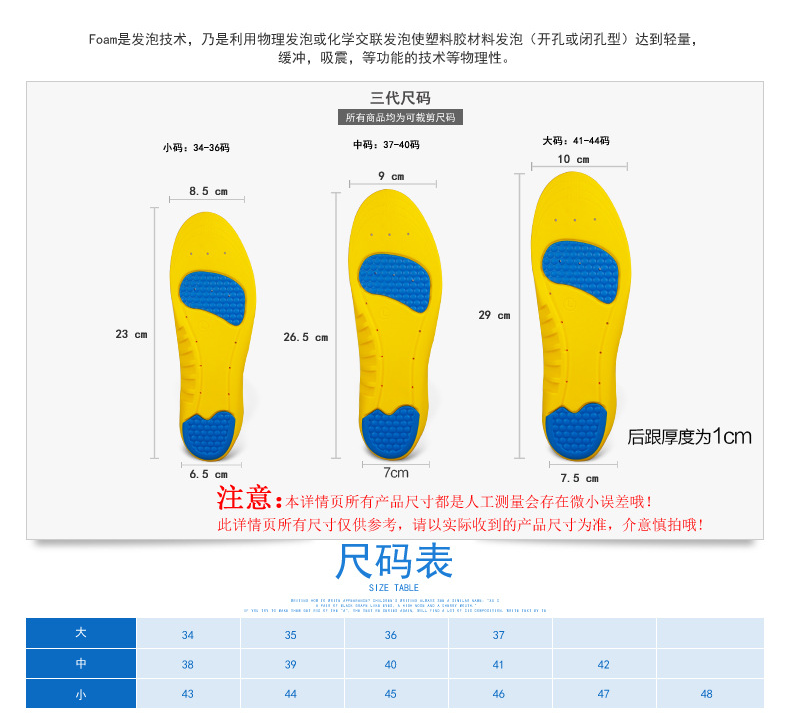 Foam是发泡技术，乃是利用物理发泡或化学交联发泡使塑料胶材料发泡（开孔或闭孔型）达到轻量，
缓冲，吸震，等功能的技术等物理性。
三代尺码
所有商品均为可裁剪尺码
小码：34-36码
中码：37-40码
大码：41-44码
8.5 cm
9 cm
10 cm
23 cm
26.5 cm
29 cm
后跟厚度为1cm
6.5 cm
7cm
7.5 cm
注意:本详情页所有产品尺寸都是人工测量会存在微小误差哦！
此详情页所有尺寸仅供参考，请以实际收到的产品尺寸为准，介意慎拍哦！
尺码表
SIZE TABLE
大 34 35 36 37
中 38 39 40 41 42
小 43 44 45 46 47 48